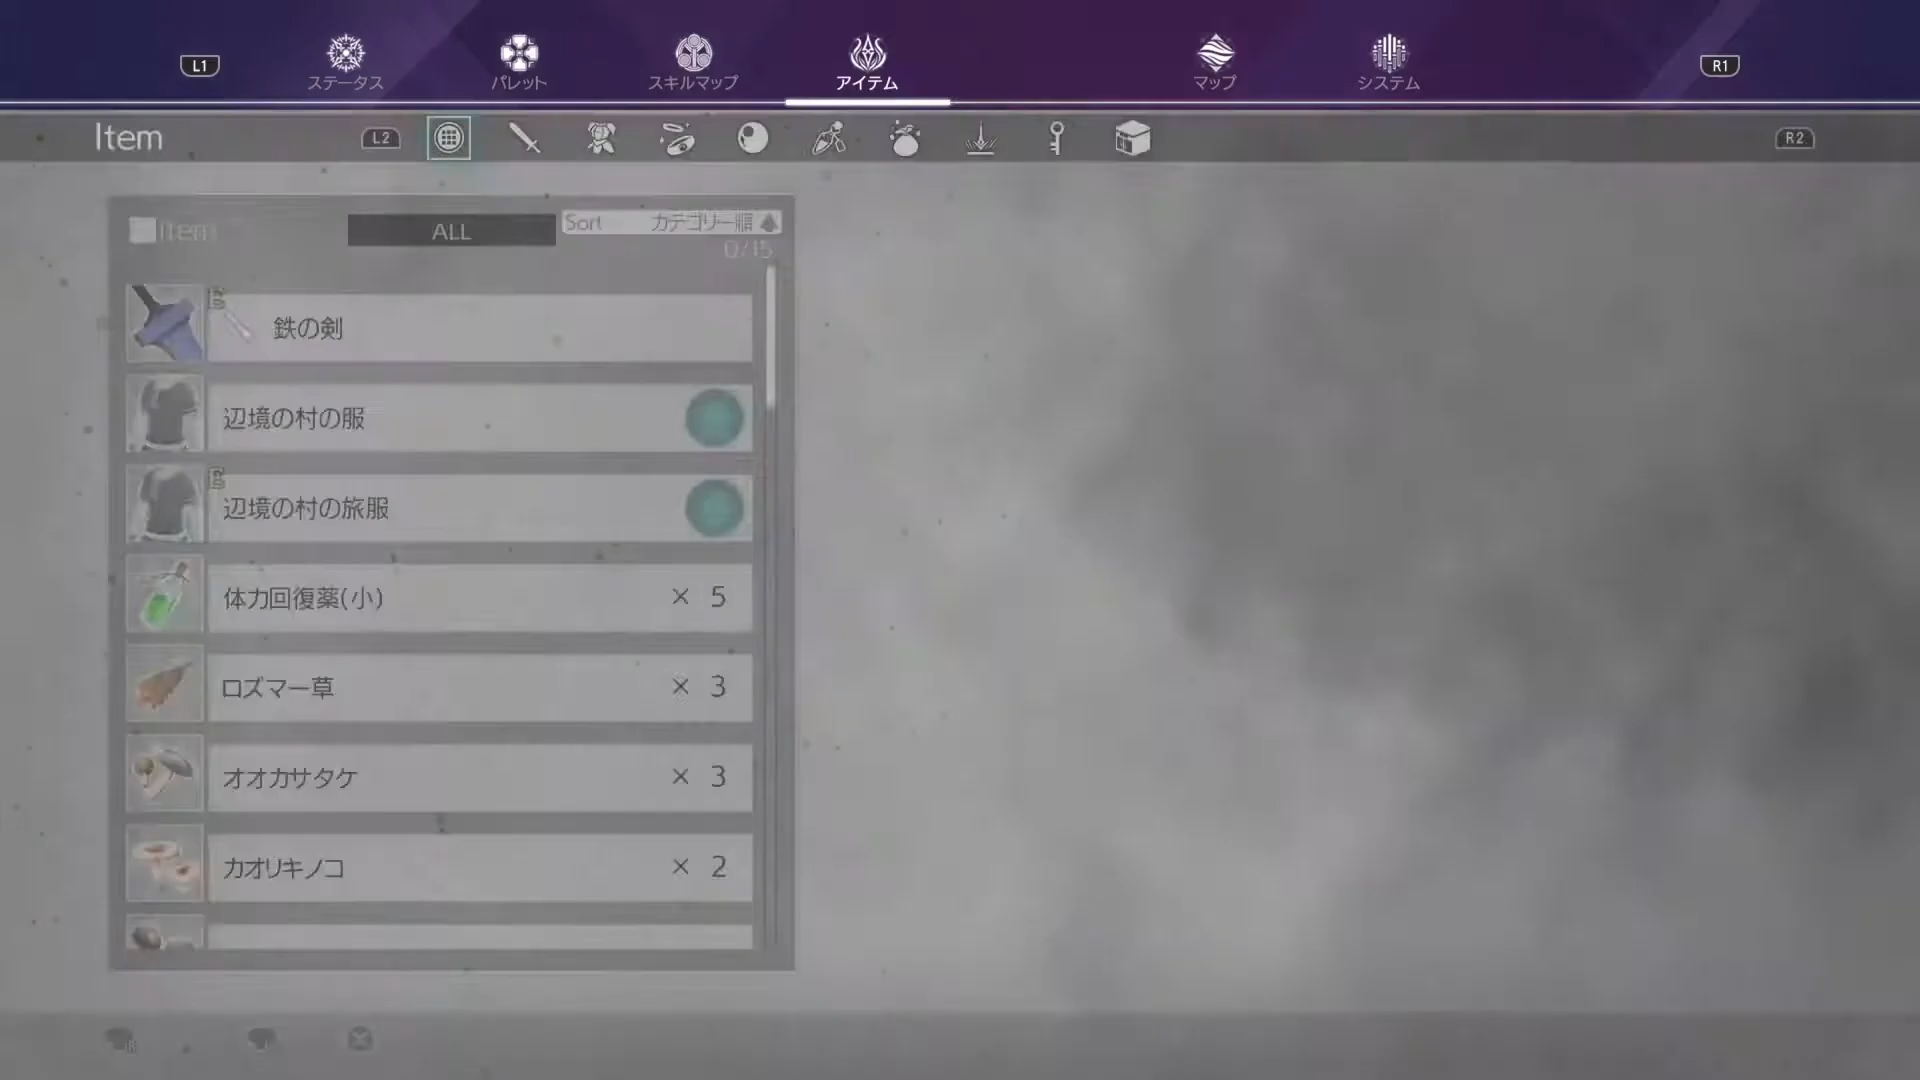 L1
ステータス
パレット
スキルマップ
アイテム
マップ
システム
R1
Item
L2
R2
Item
ALL
Sort カテゴリー順
0/15
鉄の剣
辺境の村の服
辺境の村の旅服
体力回復薬(小) × 5
ロズマー草 × 3
オオカサタケ × 3
カオリキノコ × 2